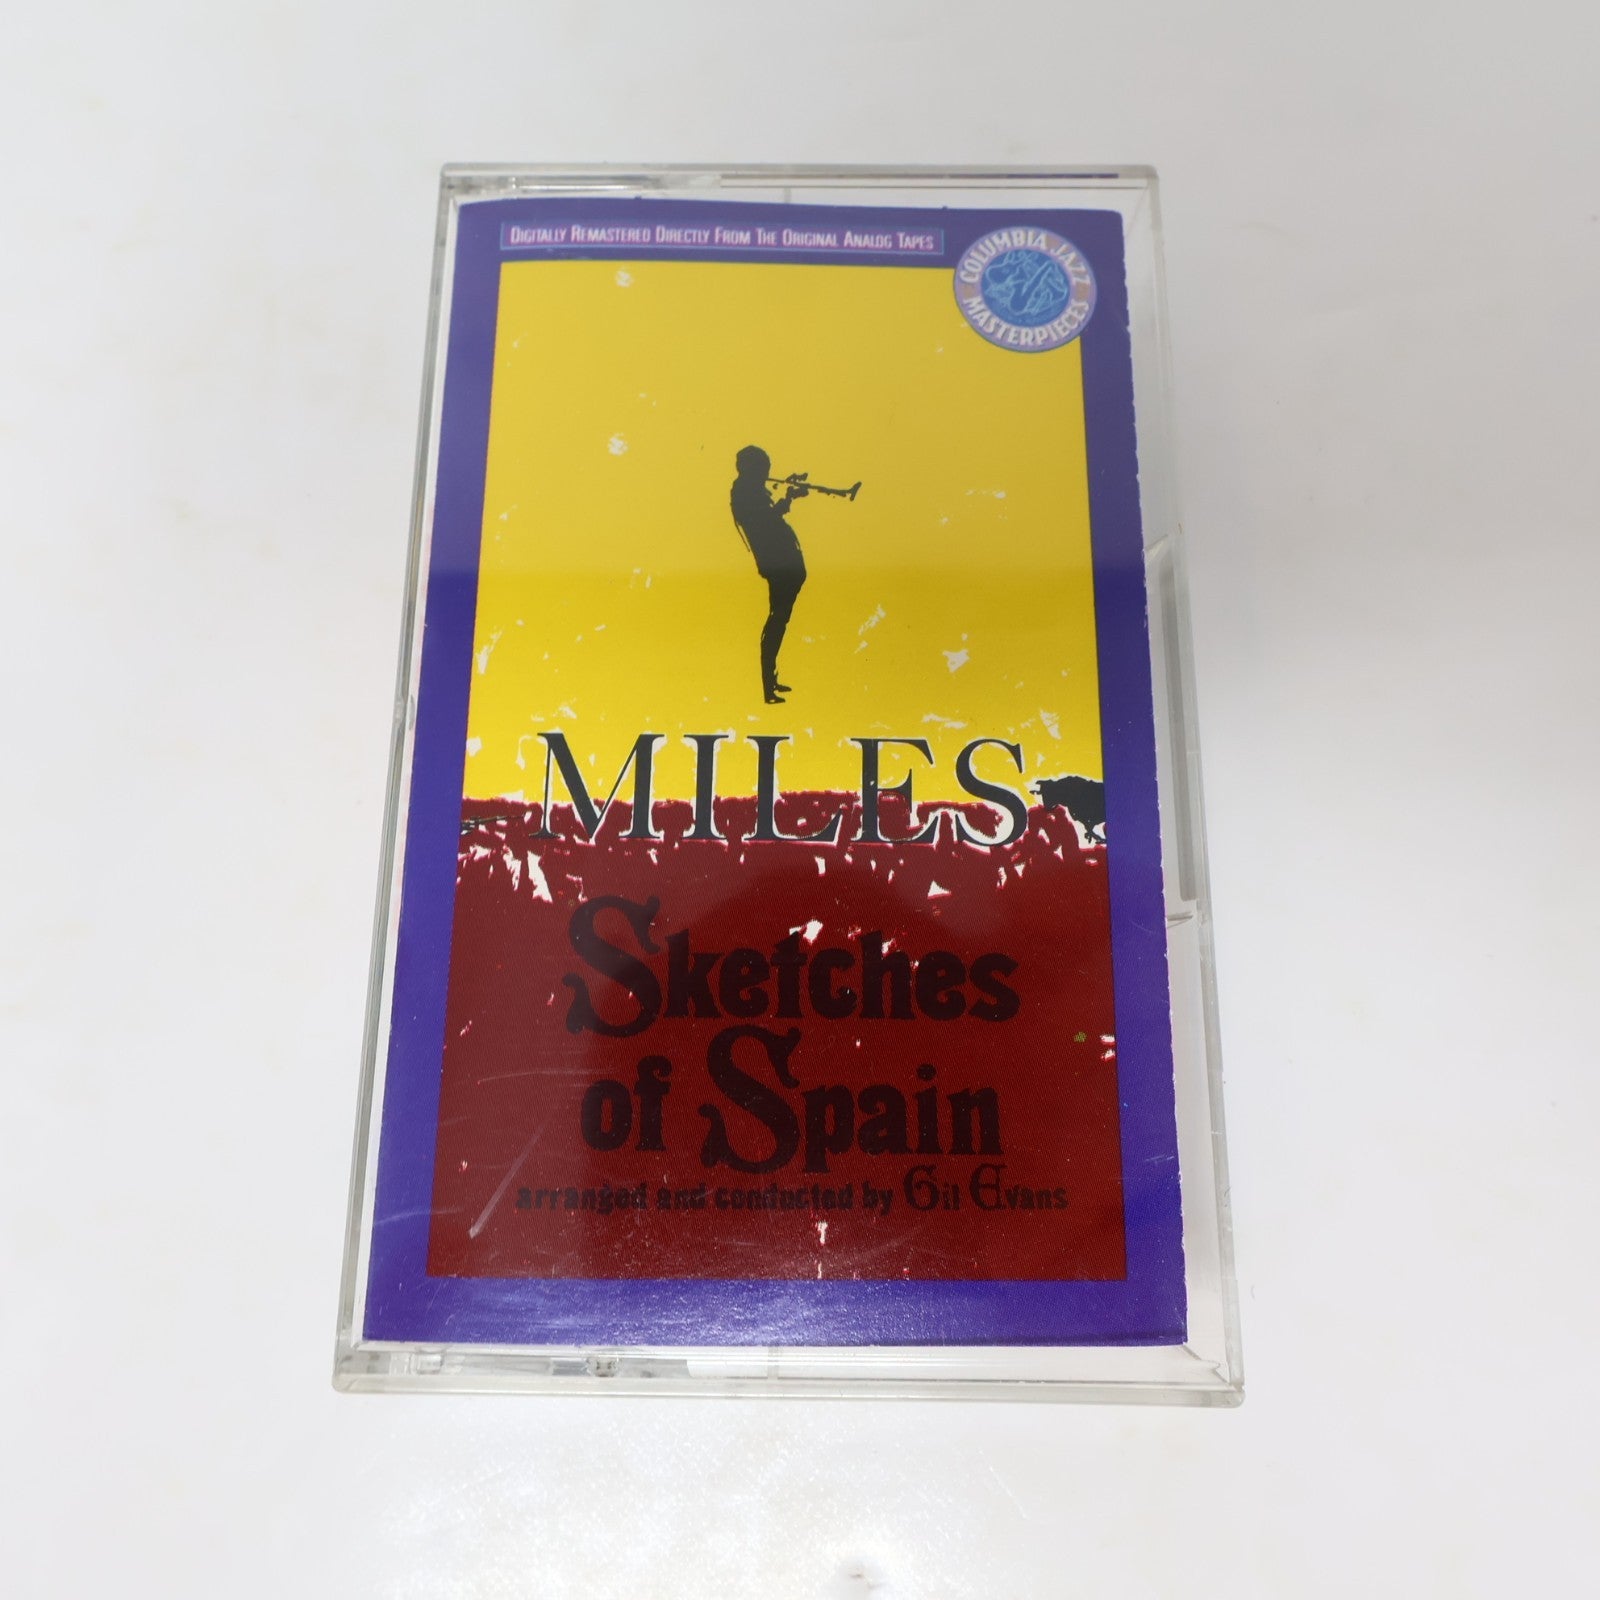 DIGITALLY REMASTERED DIRECTLY FROM THE ORIGINAL ANALOG TAPES
COLUMBIA JAZZ
MASTERPIECES
MILES
Sketches
of Spain
arranged and conducted by Gil Evans